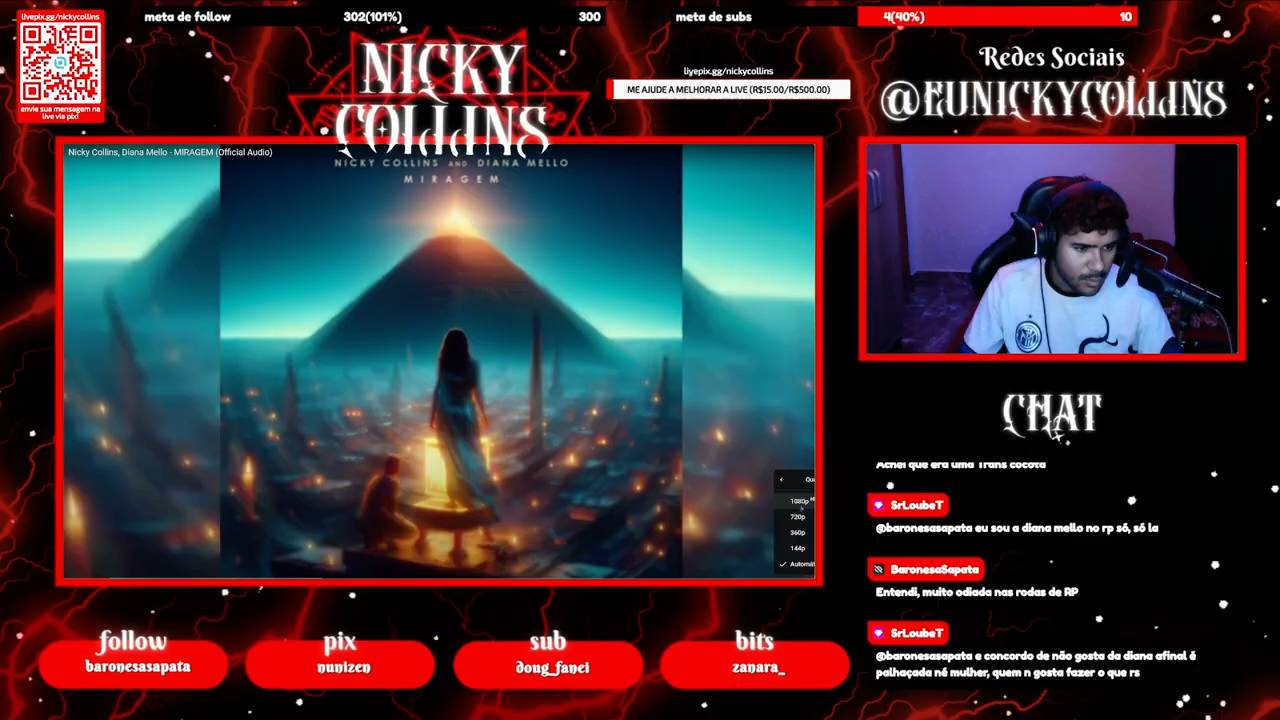 livepix.gg/nickycollins
envie sua mensagem na
live via pix!
meta de follow
302(101%)
300
meta de subs
4(40%)
10
NICKY
COLLINS
livepix.gg/nickycollins
ME AJUDE A MELHORAR A LIVE (R$15.00/R$500.00)
Redes Sociais
@EUNICKYCOLLINS
Nicky Collins, Diana Mello - MIRAGEM (Official Audio)
NICKY COLLINS AND DIANA MELLO
MIRAGEM
Qu
1080p
720p
360p
144p
Automát
CHAT
Achei que era uma Trans cocota
SrLoubeT
@baronesasapata eu sou a diana mello no rp só, só la
BaronesaSapata
Entendi, muito odiada nas rodas de RP
SrLoubeT
@baronesasapata e concordo de não gosta da diana afinal é
palhaçada né mulher, quem n gosta fazer o que rs
follow
baronesasapata
pix
nunizen
sub
doug_fanei
bits
zanara_